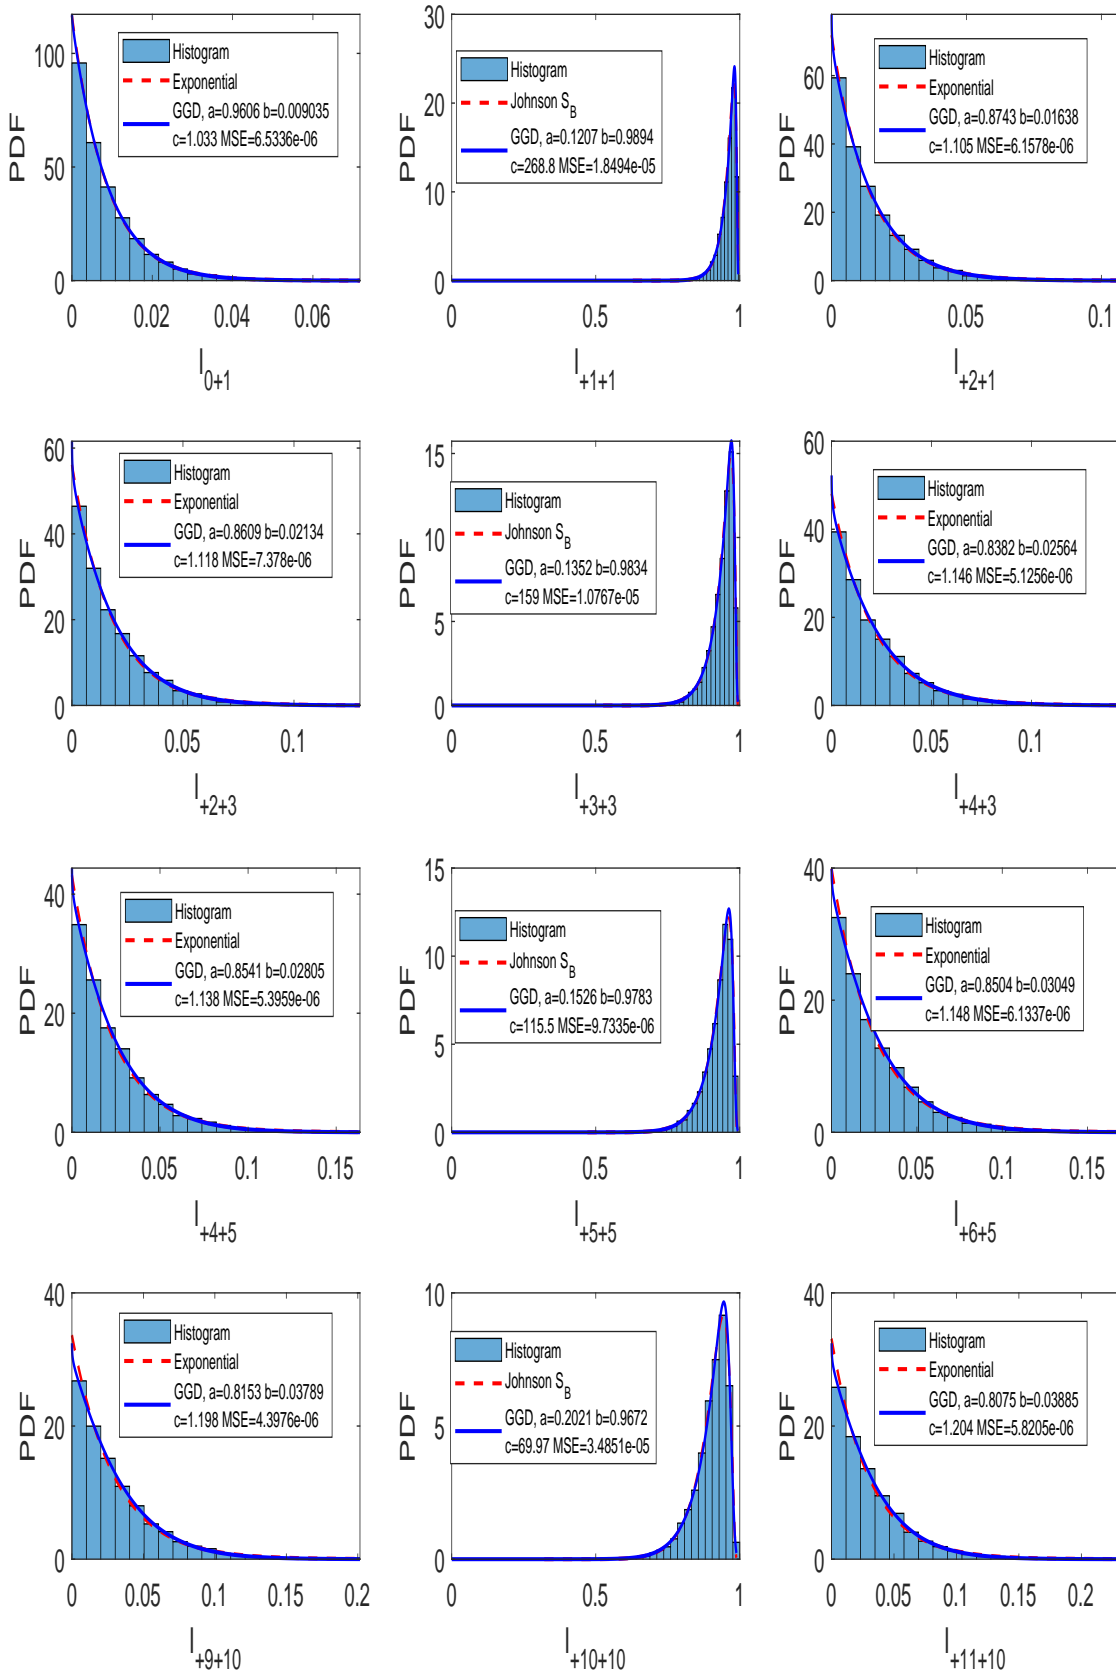 PDF
100
50
0
Histogram
Exponential
GGD, a=0.9606 b=0.009035
c=1.033 MSE=6.5336e-06
0 0.02 0.04 0.06
I0+1
PDF
30
20
10
0
Histogram
Johnson SB
GGD, a=0.1207 b=0.9894
c=268.8 MSE=1.8494e-05
0 0.5 1
I+1+1
PDF
60
40
20
0
Histogram
Exponential
GGD, a=0.8743 b=0.01638
c=1.105 MSE=6.1578e-06
0 0.05 0.1
I+2+1
PDF
60
40
20
0
Histogram
Exponential
GGD, a=0.8609 b=0.02134
c=1.118 MSE=7.378e-06
0 0.05 0.1
I+2+3
PDF
15
10
5
0
Histogram
Johnson SB
GGD, a=0.1352 b=0.9834
c=159 MSE=1.0767e-05
0 0.5 1
I+3+3
PDF
60
40
20
0
Histogram
Exponential
GGD, a=0.8382 b=0.02564
c=1.146 MSE=5.1256e-06
0 0.05 0.1
I+4+3
PDF
40
20
0
Histogram
Exponential
GGD, a=0.8541 b=0.02805
c=1.138 MSE=5.3959e-06
0 0.05 0.1 0.15
I+4+5
PDF
15
10
5
0
Histogram
Johnson SB
GGD, a=0.1526 b=0.9783
c=115.5 MSE=9.7335e-06
0 0.5 1
I+5+5
PDF
40
20
0
Histogram
Exponential
GGD, a=0.8504 b=0.03049
c=1.148 MSE=6.1337e-06
0 0.05 0.1 0.15
I+6+5
PDF
40
20
0
Histogram
Exponential
GGD, a=0.8153 b=0.03789
c=1.198 MSE=4.3976e-06
0 0.05 0.1 0.15 0.2
I+9+10
PDF
10
5
0
Histogram
Johnson SB
GGD, a=0.2021 b=0.9672
c=69.97 MSE=3.4851e-05
0 0.5 1
I+10+10
PDF
40
20
0
Histogram
Exponential
GGD, a=0.8075 b=0.03885
c=1.204 MSE=5.8205e-06
0 0.05 0.1 0.15 0.2
I+11+10